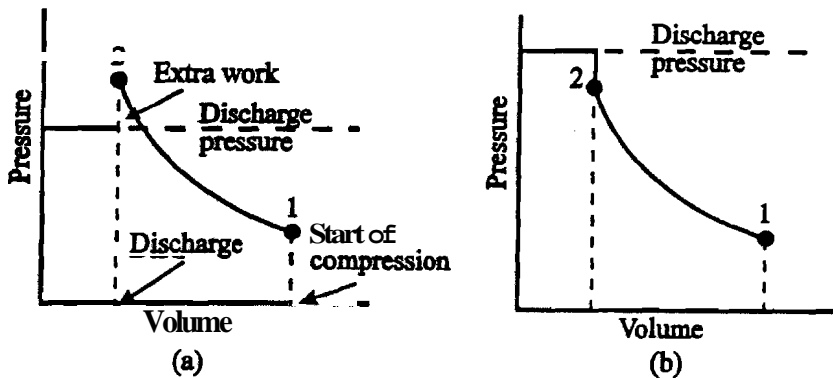 Extra work
Discharge
pressure
Pressure
1
Discharge
Start of
compression
Volume
(a)
Discharge
pressure
2
Pressure
1
Volume
(b)